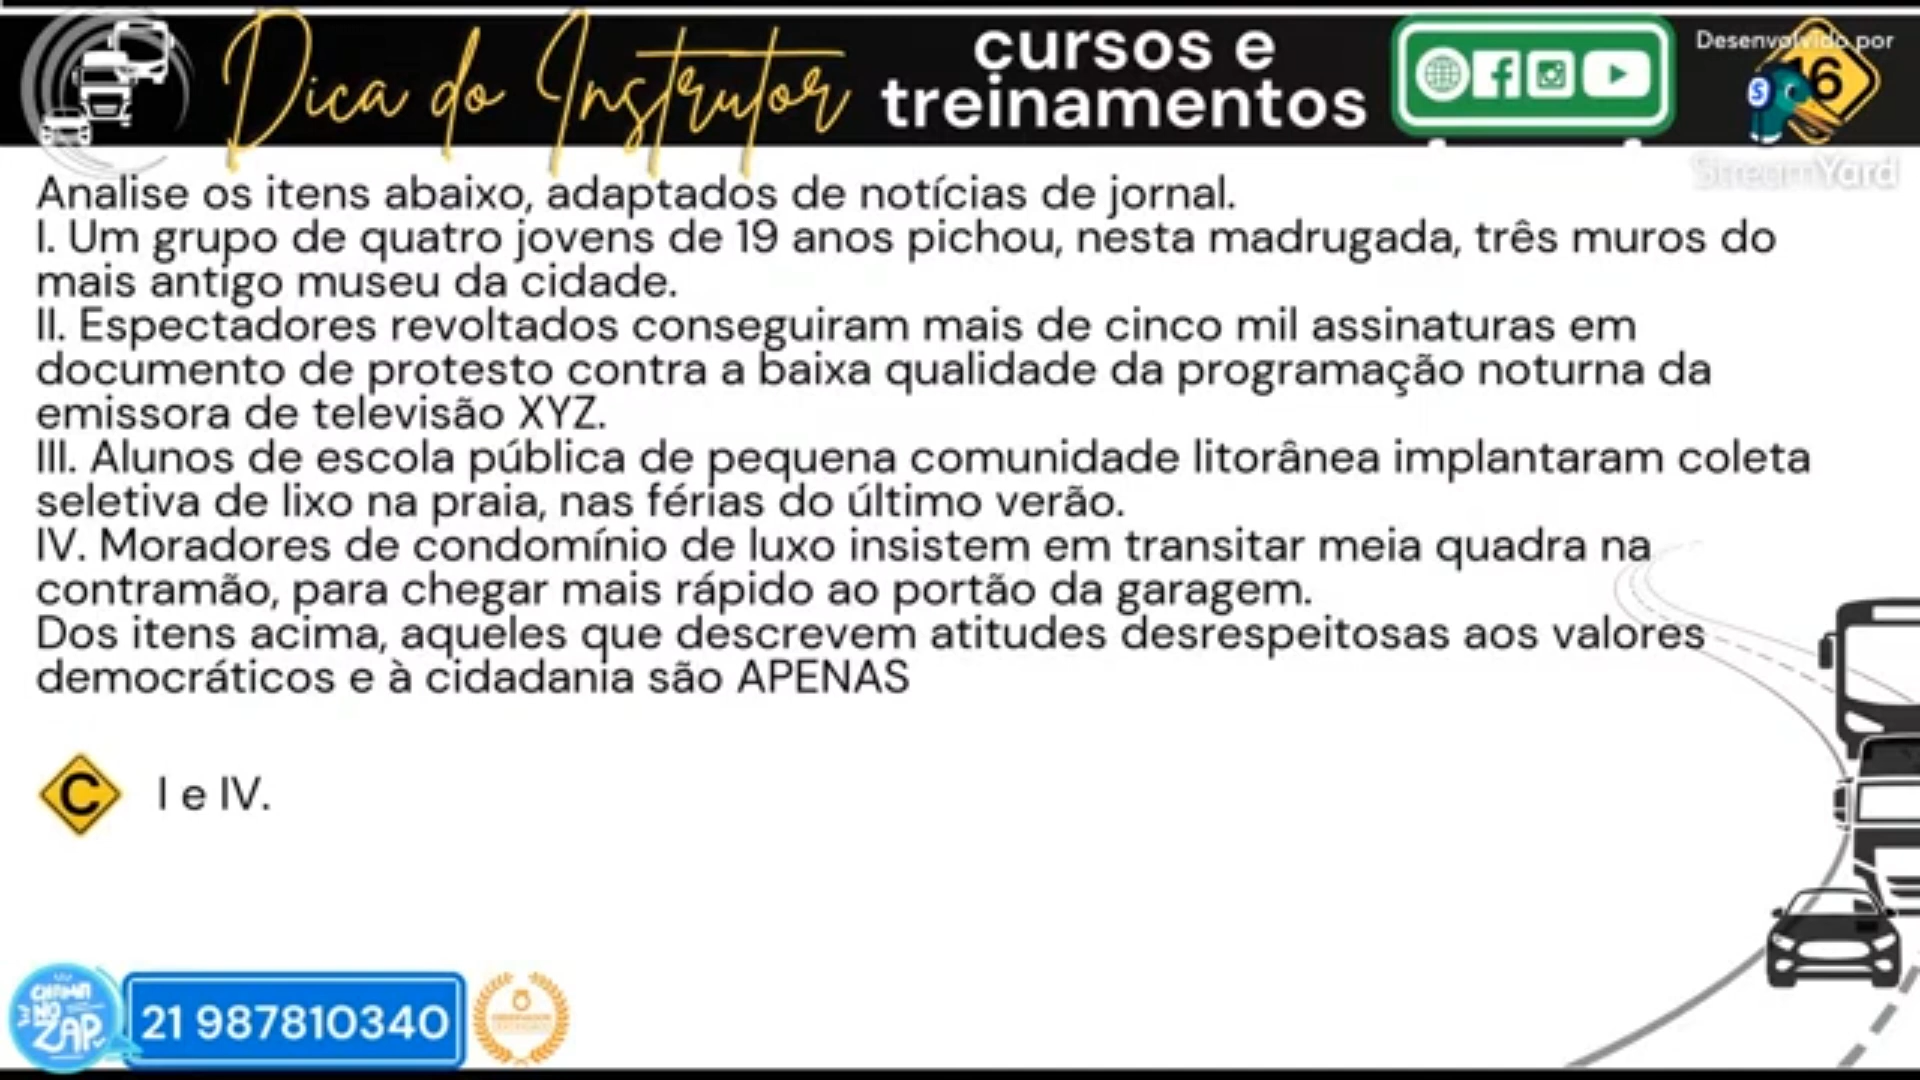 Dica do Instrutor
cursos e
treinamentos
Desenvolvido por
16
S
StreamYard
Analise os itens abaixo, adaptados de notícias de jornal.
I. Um grupo de quatro jovens de 19 anos pichou, nesta madrugada, três muros do
mais antigo museu da cidade.
II. Espectadores revoltados conseguiram mais de cinco mil assinaturas em
documento de protesto contra a baixa qualidade da programação noturna da
emissora de televisão XYZ.
III. Alunos de escola pública de pequena comunidade litorânea implantaram coleta
seletiva de lixo na praia, nas férias do último verão.
IV. Moradores de condomínio de luxo insistem em transitar meia quadra na
contramão, para chegar mais rápido ao portão da garagem.
Dos itens acima, aqueles que descrevem atitudes desrespeitosas aos valores
democráticos e à cidadania são APENAS
C I e IV.
CHAMA
NO
ZAP
21 987810340